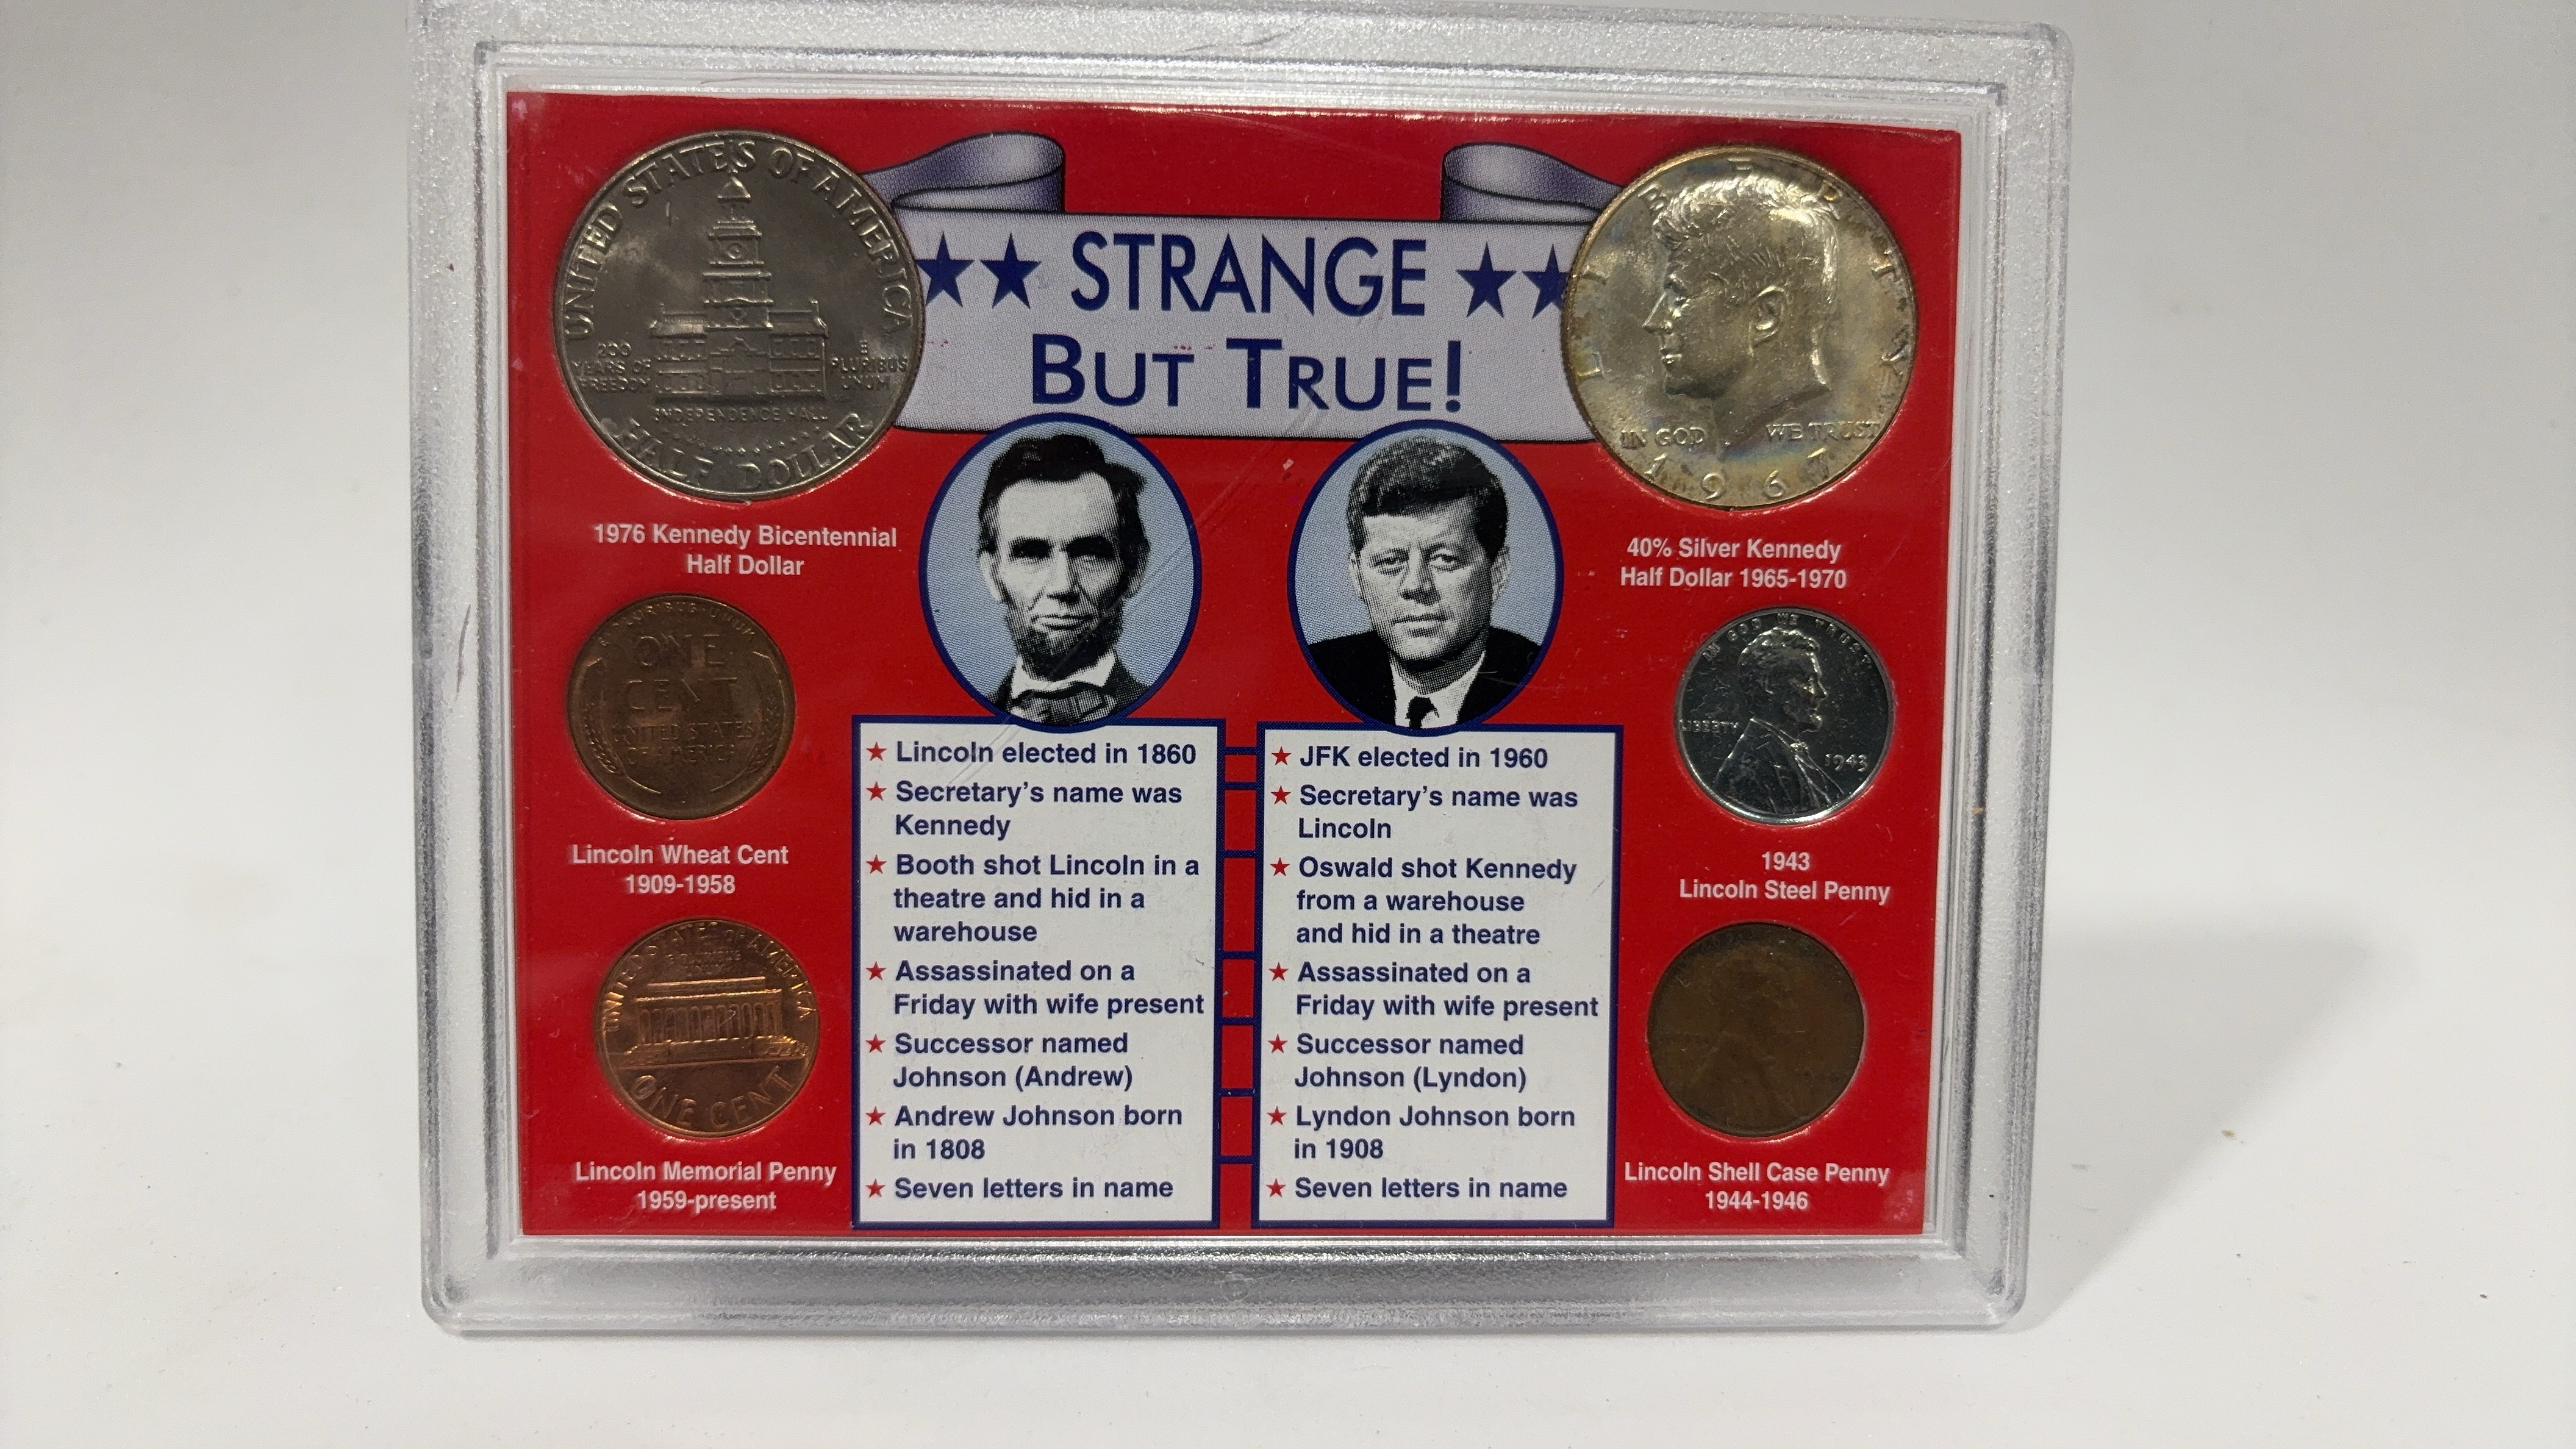 UNITED STATES OF AMERICA
200
YEARS OF
FREEDOM
E
PLURIBUS
UNUM
INDEPENDENCE HALL
HALF DOLLAR
1976 Kennedy Bicentennial
Half Dollar
★★ STRANGE ★★
BUT TRUE!
LIBERTY
IN GOD WE TRUST
1967
40% Silver Kennedy
Half Dollar 1965-1970
E·PLURIBUS·UNUM
ONE
CENT
UNITED STATES
OF AMERICA
Lincoln Wheat Cent
1909-1958
UNITED STATES OF AMERICA
E PLURIBUS
ONE CENT
Lincoln Memorial Penny
1959-present
★ Lincoln elected in 1860
★ Secretary’s name was
Kennedy
★ Booth shot Lincoln in a
theatre and hid in a
warehouse
★ Assassinated on a
Friday with wife present
★ Successor named
Johnson (Andrew)
★ Andrew Johnson born
in 1808
★ Seven letters in name
★ JFK elected in 1960
★ Secretary’s name was
Lincoln
★ Oswald shot Kennedy
from a warehouse
and hid in a theatre
★ Assassinated on a
Friday with wife present
★ Successor named
Johnson (Lyndon)
★ Lyndon Johnson born
in 1908
★ Seven letters in name
IN GOD WE TRUST
LIBERTY
1943
1943
Lincoln Steel Penny
Lincoln Shell Case Penny
1944-1946